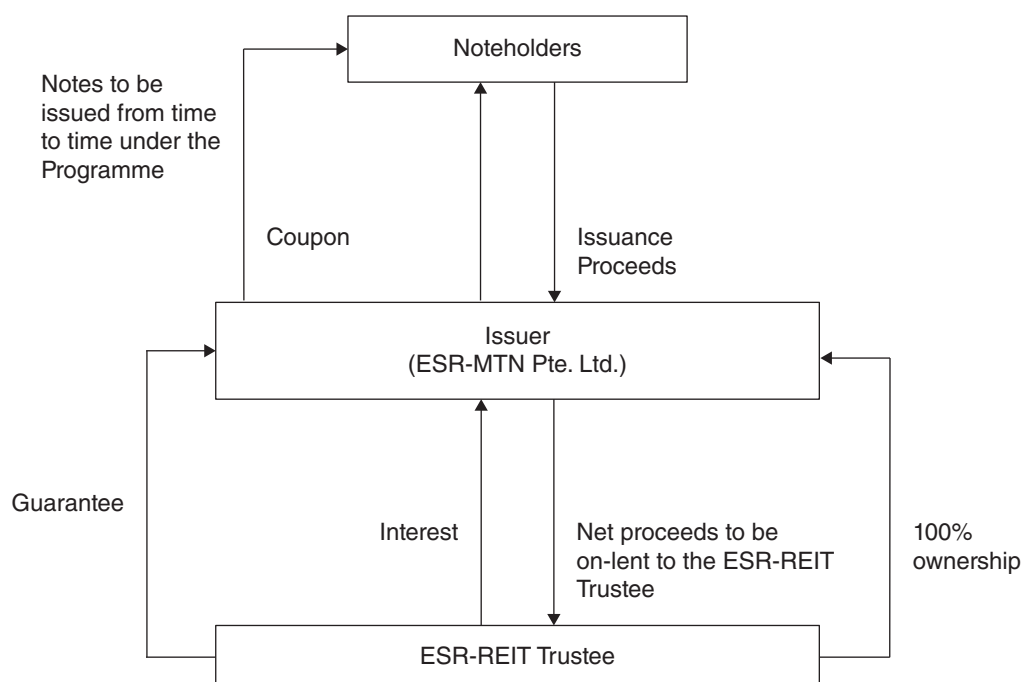 Noteholders
Notes to be
issued from time
to time under the
Programme
Coupon
Issuance
Proceeds
Issuer
(ESR-MTN Pte. Ltd.)
Guarantee
Interest
Net proceeds to be
on-lent to the ESR-REIT
Trustee
100%
ownership
ESR-REIT Trustee